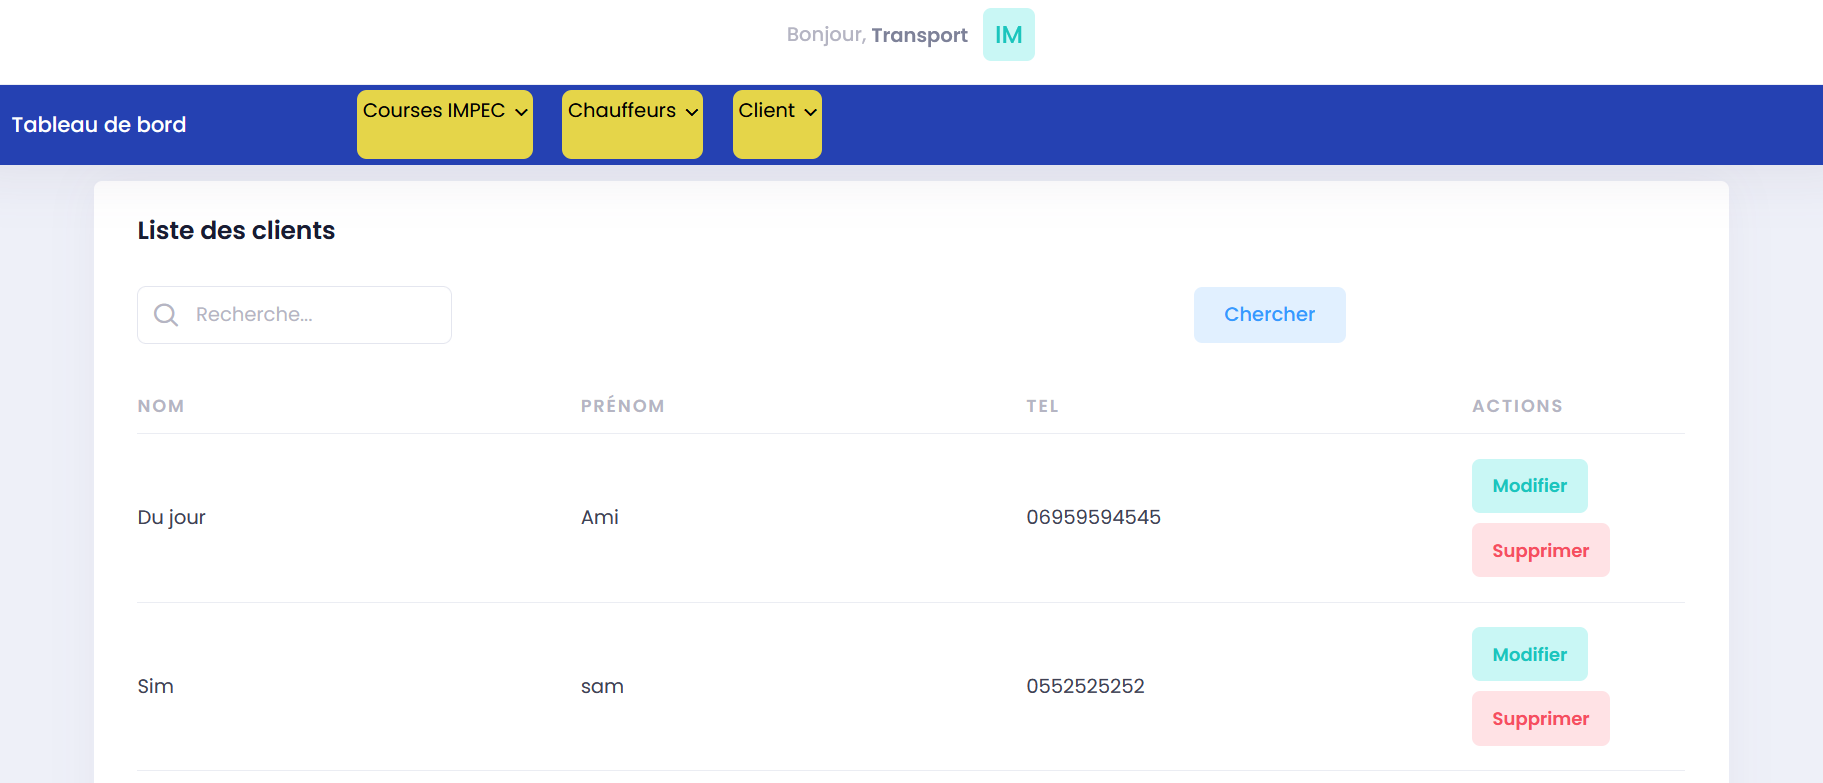 Bonjour, Transport IM
Tableau de bord Courses IMPEC Chauffeurs Client
Liste des clients
Recherche... Chercher
NOM PRÉNOM TEL ACTIONS
Du jour Ami 06959594545 Modifier
Supprimer
Sim sam 0552525252 Modifier
Supprimer